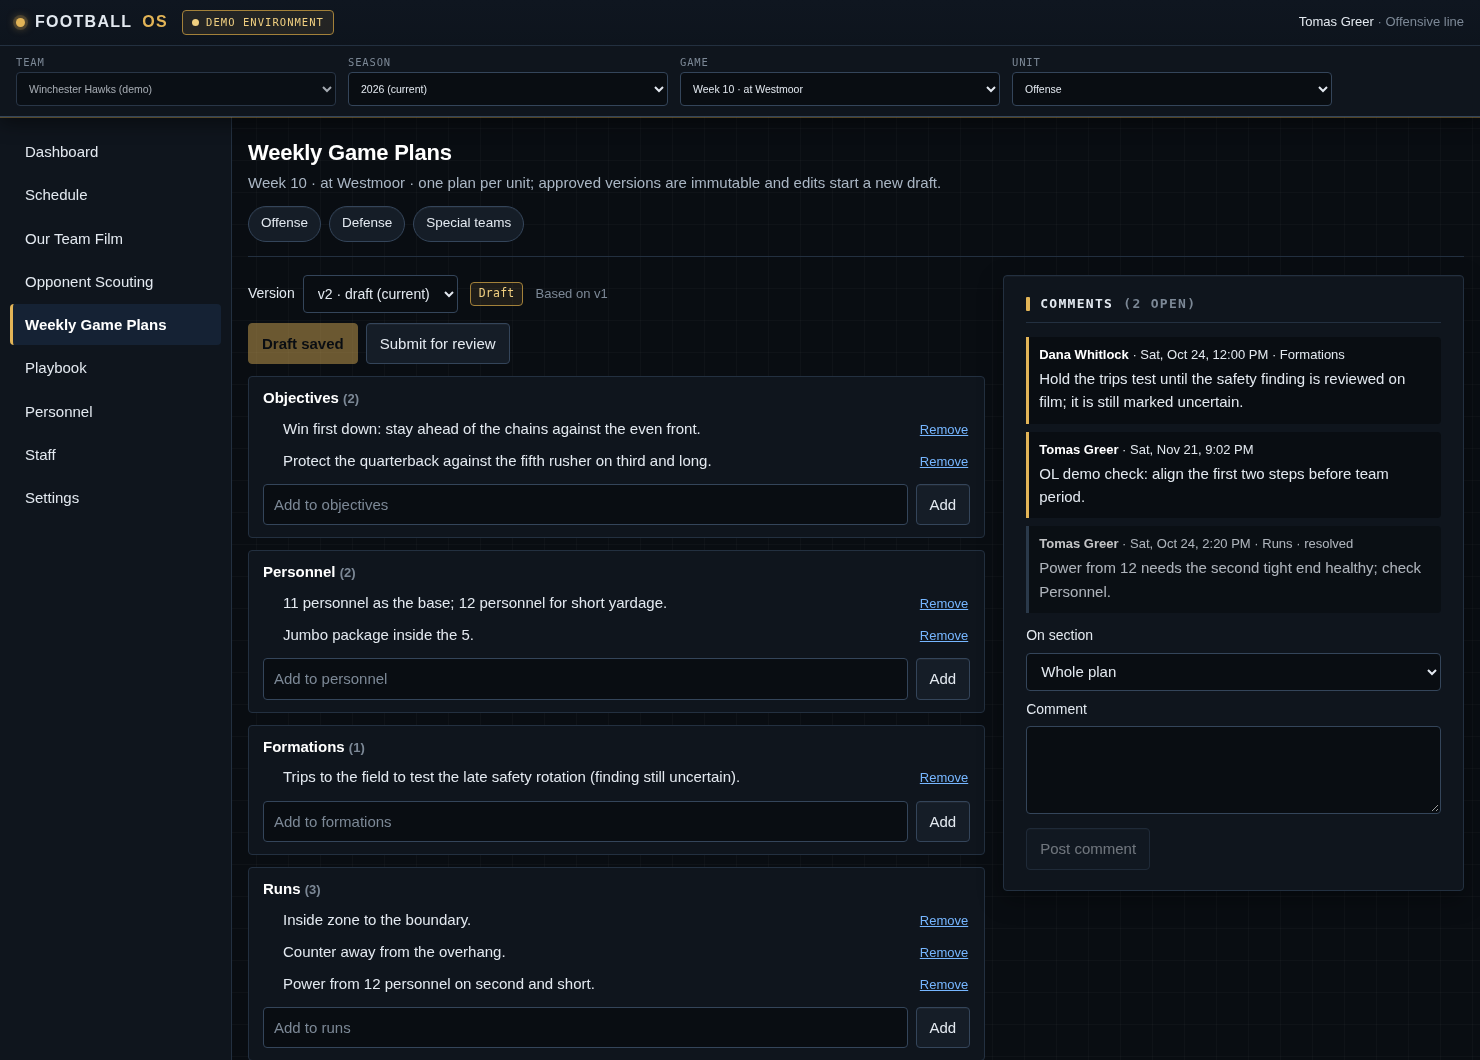 FOOTBALL OS
DEMO ENVIRONMENT
Tomas Greer · Offensive line
TEAM
Winchester Hawks (demo)
SEASON
2026 (current)
GAME
Week 10 · at Westmoor
UNIT
Offense
Dashboard
Schedule
Our Team Film
Opponent Scouting
Weekly Game Plans
Playbook
Personnel
Staff
Settings
Weekly Game Plans
Week 10 · at Westmoor · one plan per unit; approved versions are immutable and edits start a new draft.
Offense
Defense
Special teams
Version
v2 · draft (current)
Draft
Based on v1
Draft saved
Submit for review
Objectives (2)
Win first down: stay ahead of the chains against the even front.
Remove
Protect the quarterback against the fifth rusher on third and long.
Remove
Add to objectives
Add
Personnel (2)
11 personnel as the base; 12 personnel for short yardage.
Remove
Jumbo package inside the 5.
Remove
Add to personnel
Add
Formations (1)
Trips to the field to test the late safety rotation (finding still uncertain).
Remove
Add to formations
Add
Runs (3)
Inside zone to the boundary.
Remove
Counter away from the overhang.
Remove
Power from 12 personnel on second and short.
Remove
Add to runs
Add
COMMENTS (2 OPEN)
Dana Whitlock · Sat, Oct 24, 12:00 PM · Formations
Hold the trips test until the safety finding is reviewed on
film; it is still marked uncertain.
Tomas Greer · Sat, Nov 21, 9:02 PM
OL demo check: align the first two steps before team
period.
Tomas Greer · Sat, Oct 24, 2:20 PM · Runs · resolved
Power from 12 needs the second tight end healthy; check
Personnel.
On section
Whole plan
Comment
Post comment